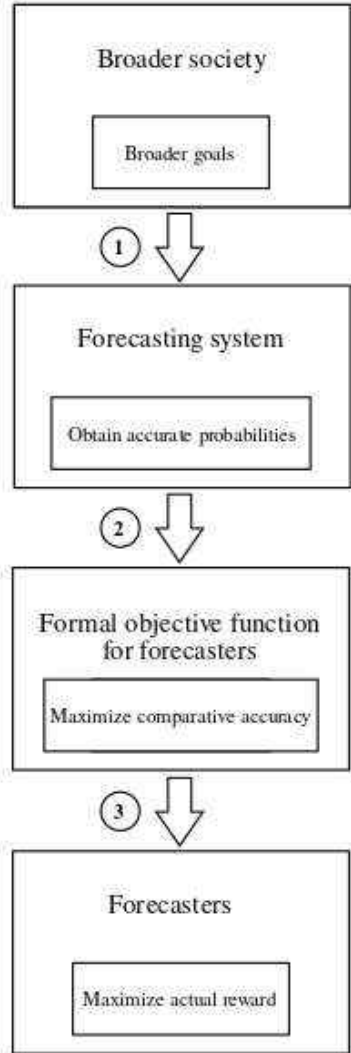 Broader society
Broader goals
1
Forecasting system
Obtain accurate probabilities
2
Formal objective function
for forecasters
Maximize comparative accuracy
3
Forecasters
Maximize actual reward